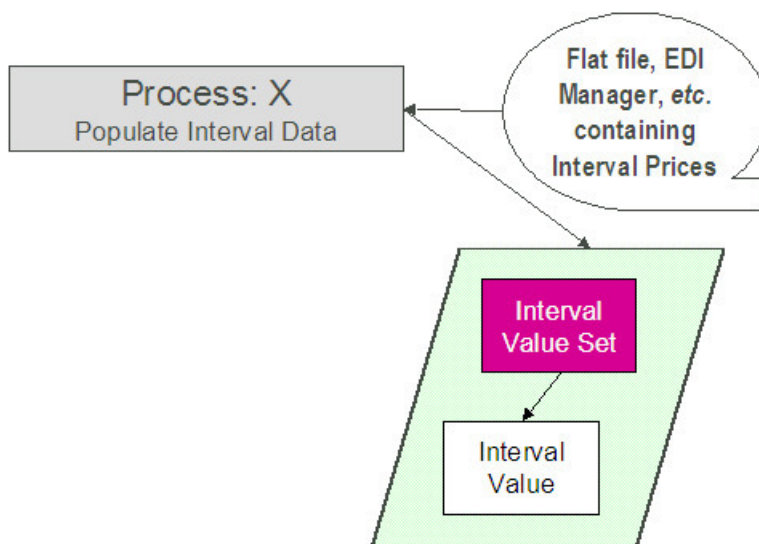 Process: X
Populate Interval Data
Flat file, EDI
Manager, etc.
containing
Interval Prices
Interval
Value Set
Interval
Value